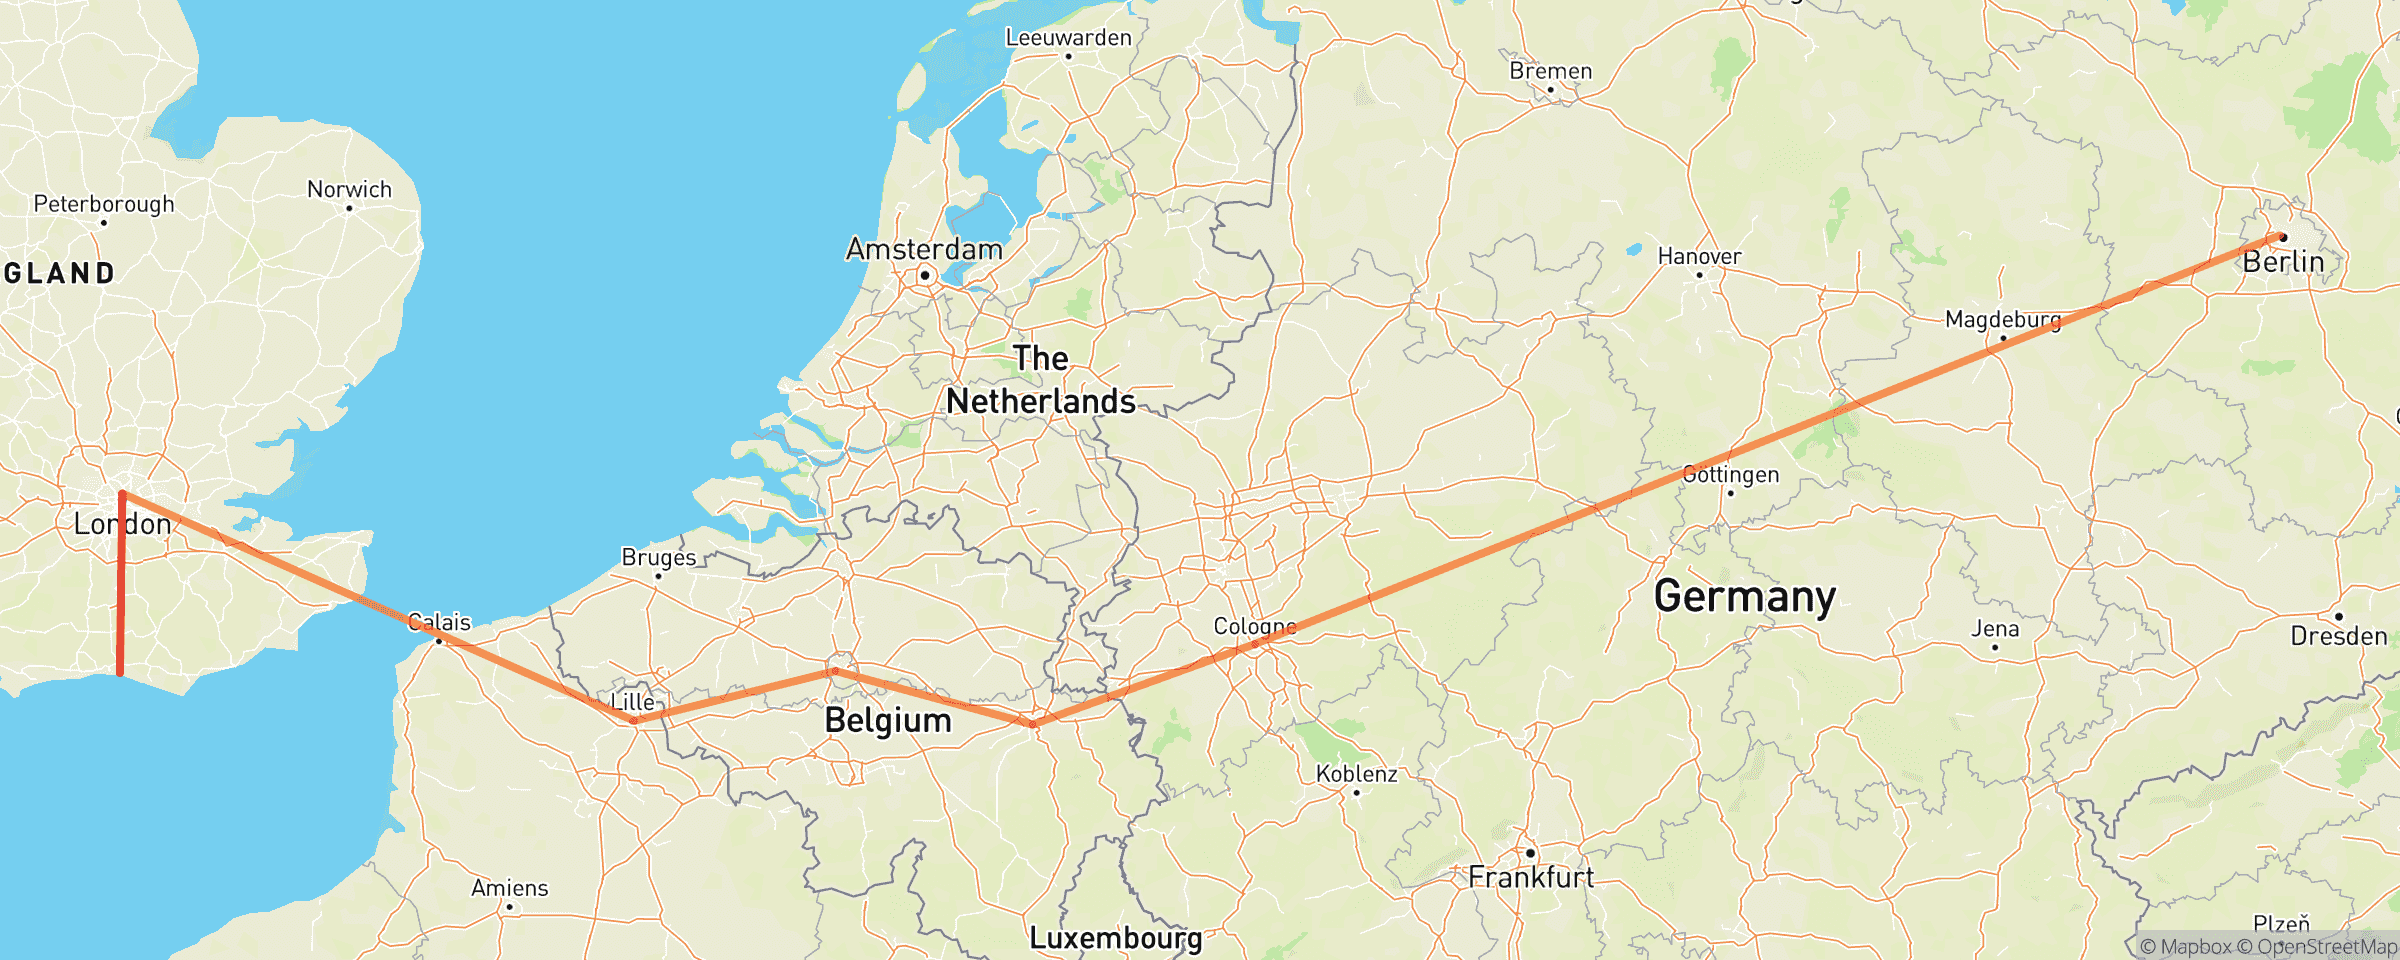 Leeuwarden
Bremen
Norwich
Peterborough
Amsterdam
Hanover
Berlin
GLAND
Magdeburg
The
Netherlands
Göttingen
London
Bruges
Germany
Calais
Cologne
Jena
Dresden
Lille
Belgium
Koblenz
Frankfurt
Amiens
Plzeň
Luxembourg
© Mapbox © OpenStreetMap